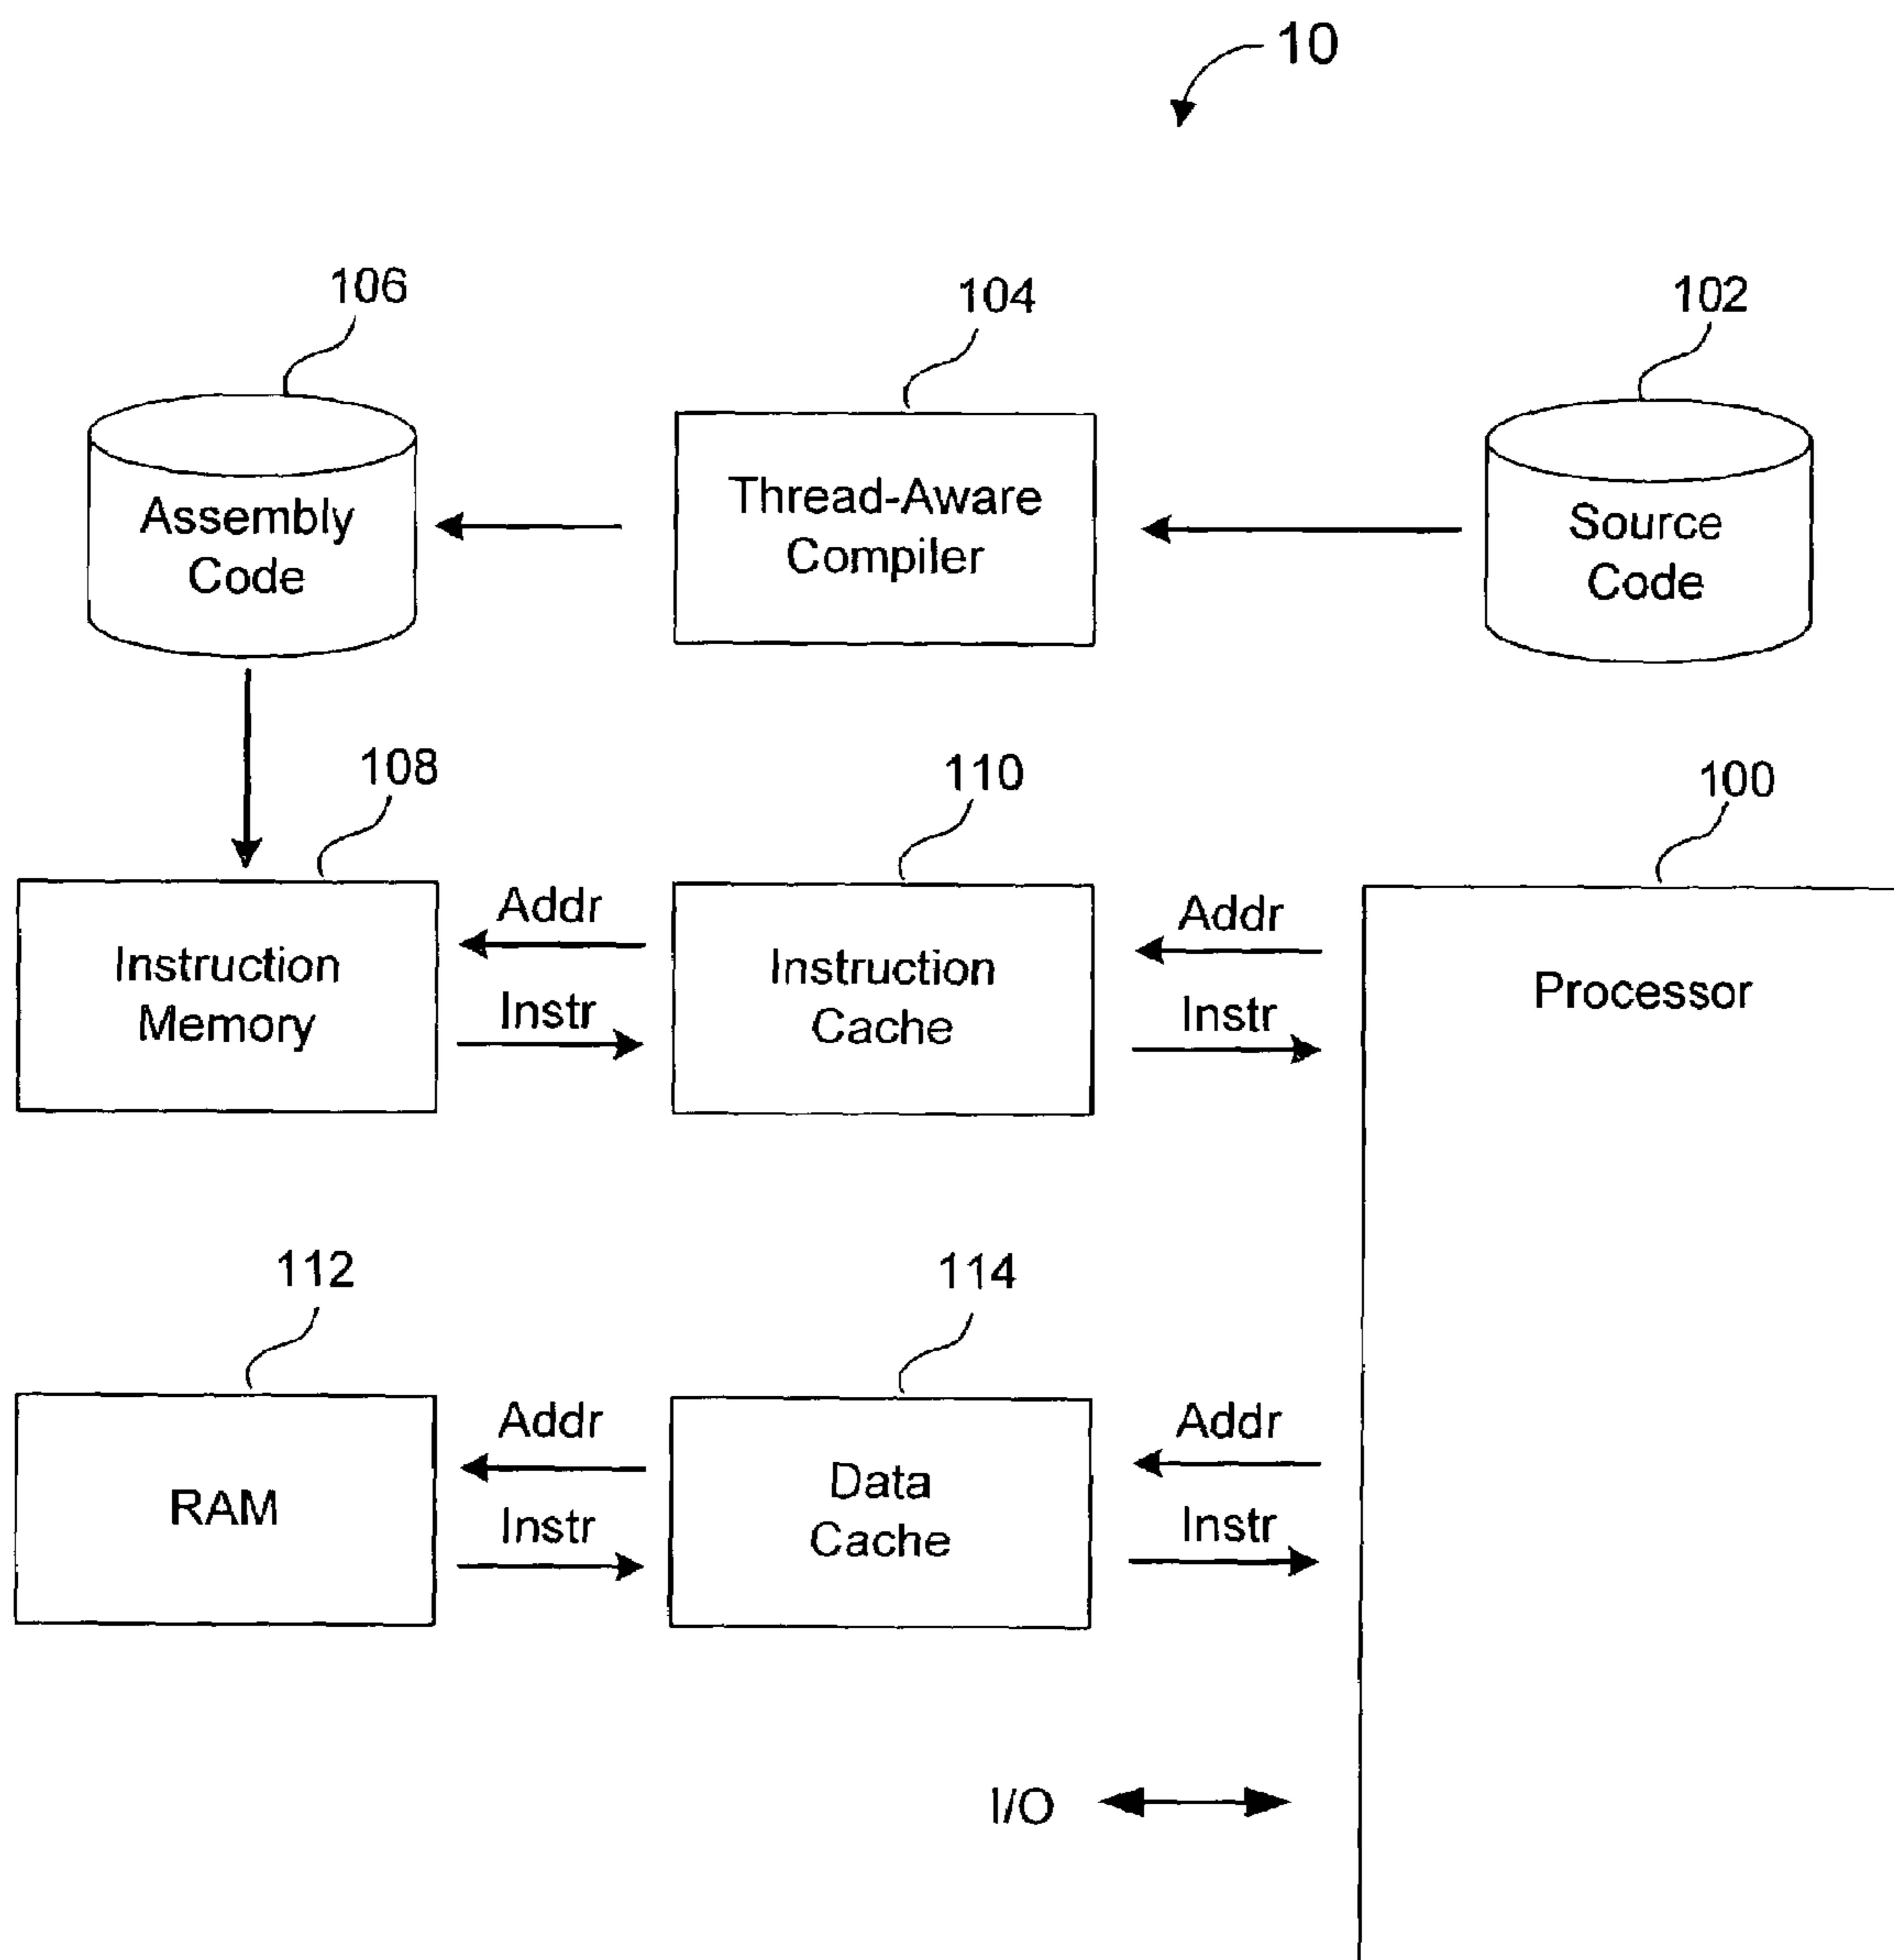 10
106
104
102
Assembly
Code
Thread-Aware
Compiler
Source
Code
108
110
100
Instruction
Memory
Addr
Instr
Instruction
Cache
Addr
Instr
Processor
112
114
RAM
Addr
Instr
Data
Cache
Addr
Instr
I/O